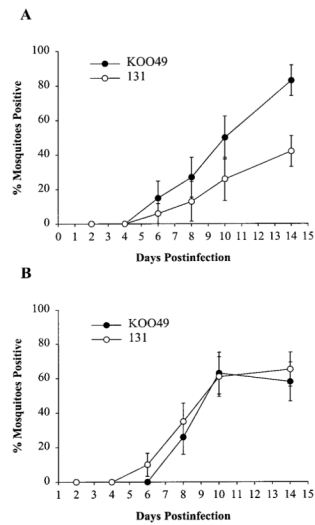 A
100
80
60
40
20
0
% Mosquitoes Positive
KOO49
131
0 1 2 3 4 5 6 7 8 9 10 11 12 13 14 15
Days Postinfection
B
100
80
60
40
20
0
% Mosquitoes Positive
KOO49
131
1 2 3 4 5 6 7 8 9 10 11 12 13 14 15
Days Postinfection